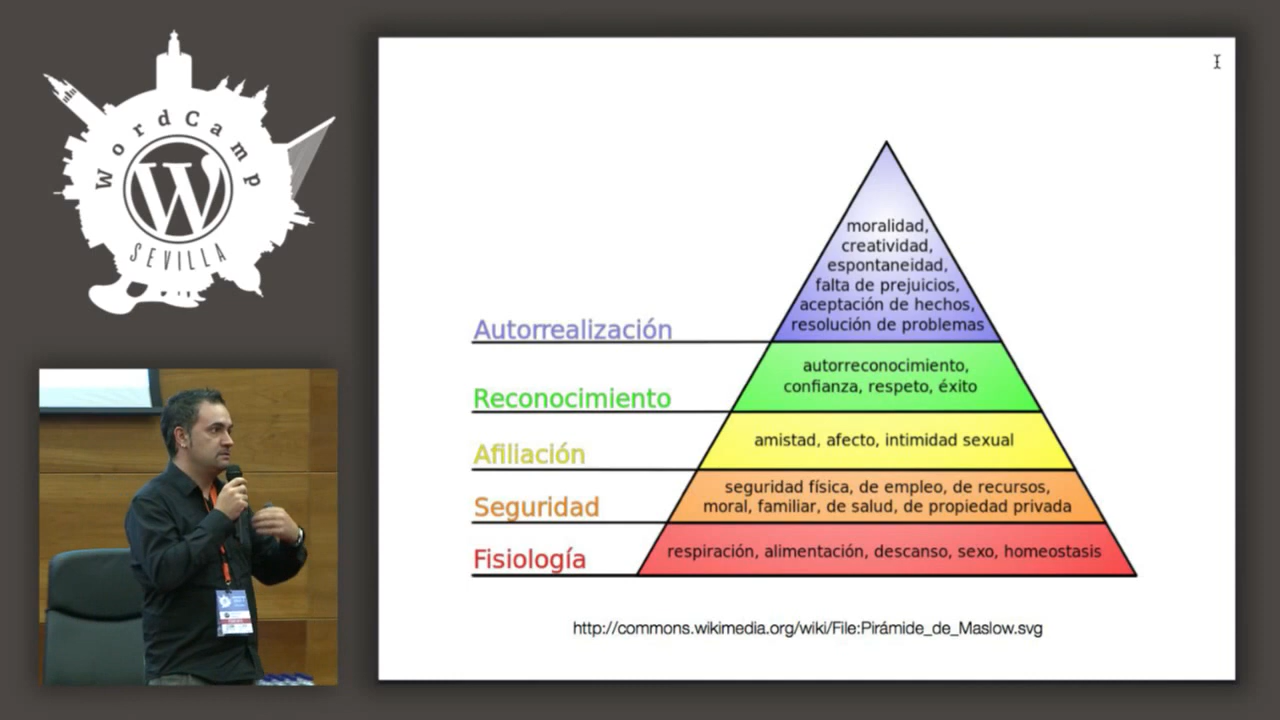 WordCamp
SEVILLA
moralidad,
creatividad,
espontaneidad,
falta de prejuicios,
aceptación de hechos,
resolución de problemas
Autorrealización
autorreconocimiento,
confianza, respeto, éxito
Reconocimiento
amistad, afecto, intimidad sexual
Afiliación
seguridad física, de empleo, de recursos,
moral, familiar, de salud, de propiedad privada
Seguridad
respiración, alimentación, descanso, sexo, homeostasis
Fisiología
http://commons.wikimedia.org/wiki/File:Pirámide_de_Maslow.svg